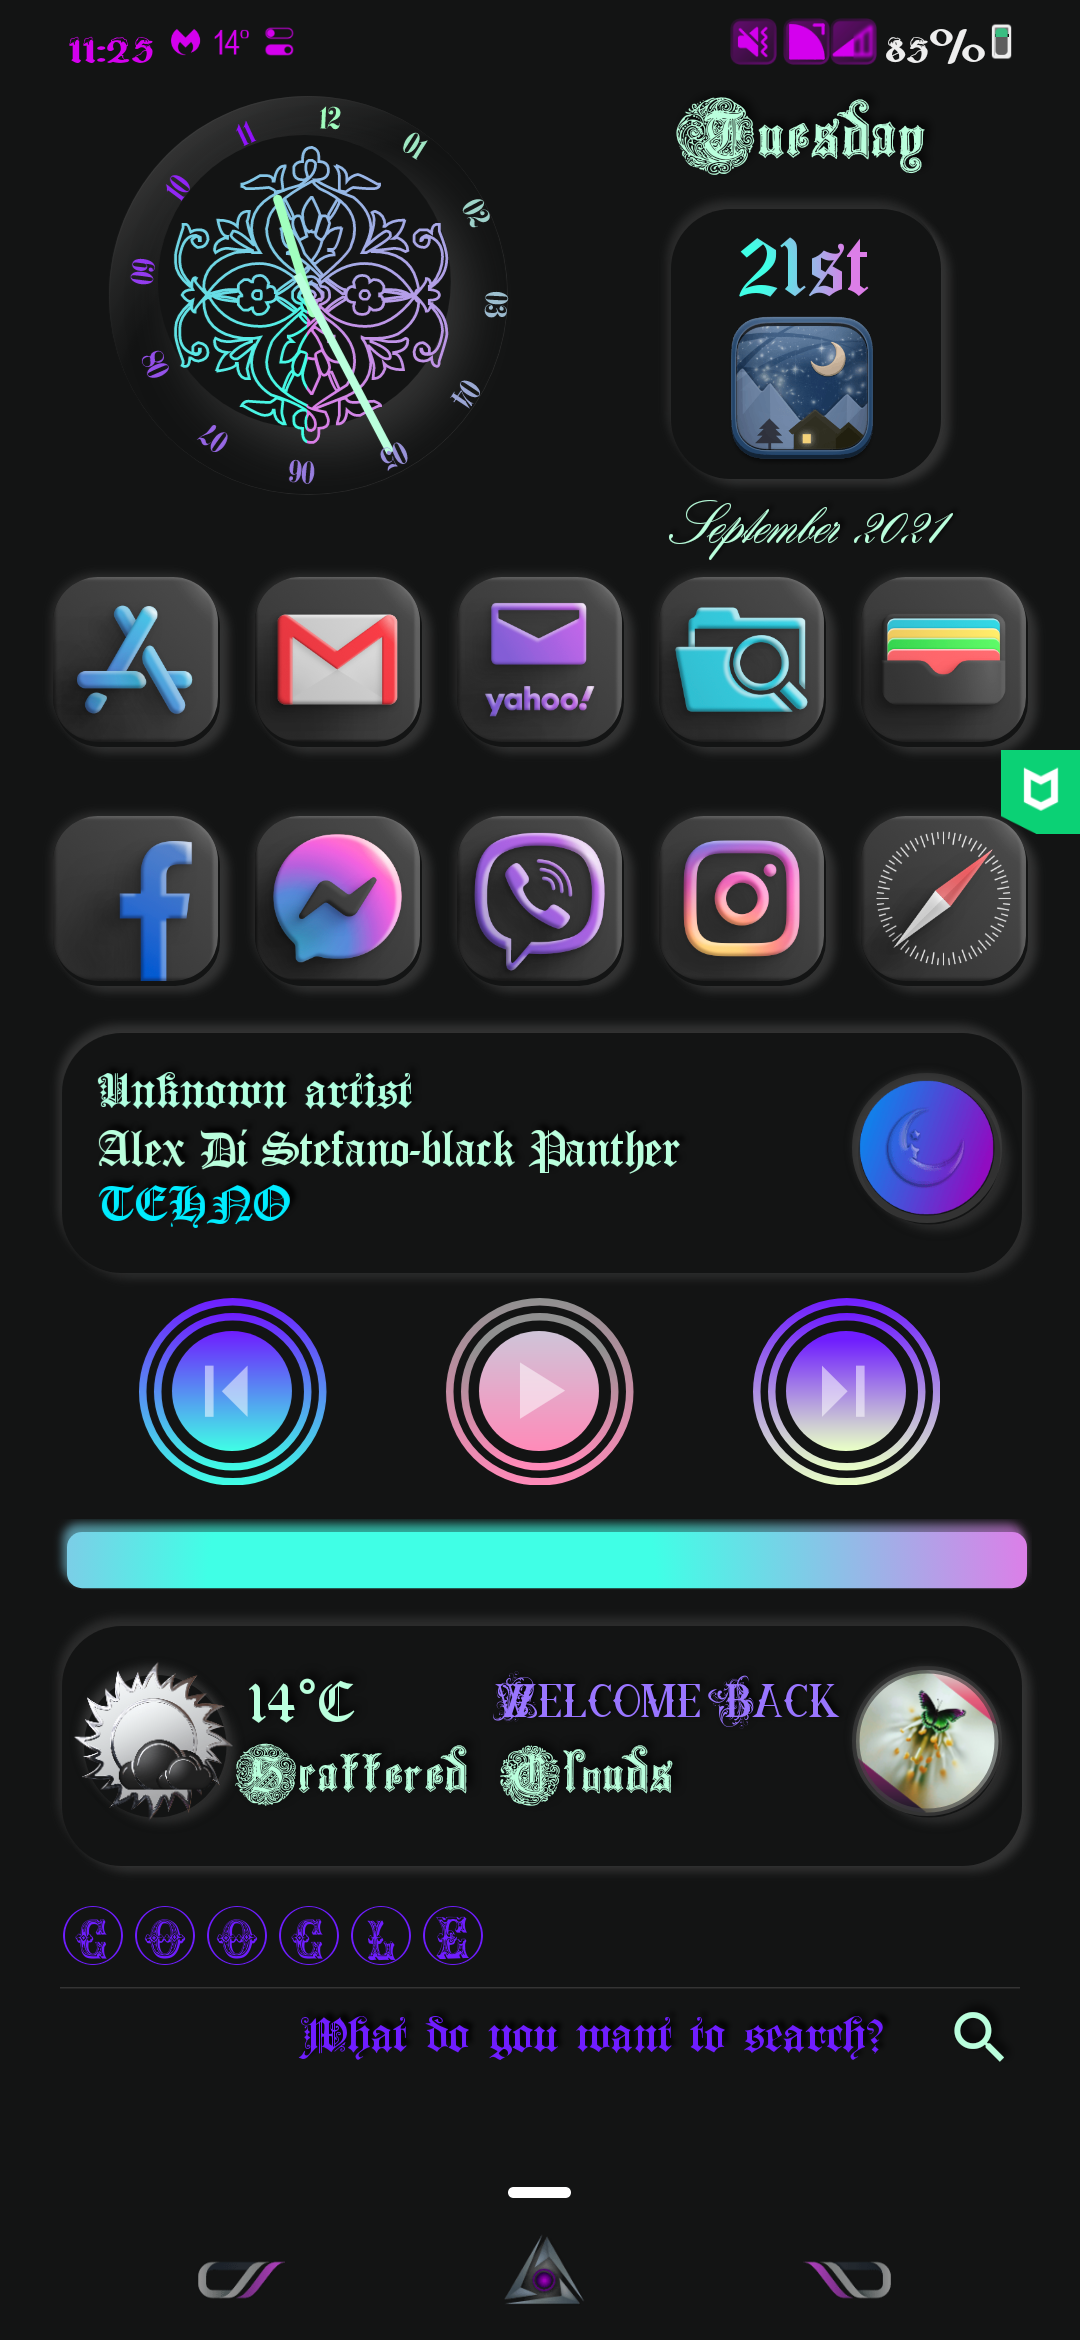 11:25 14° 85%
12
01
02
03
04
05
06
07
08
09
10
11
Tuesday
21st
September 2021
yahoo!
Unknown artist
Alex Di Stefano-black Panther
TEHNO
14°C WELCOME BACK
Scattered Clouds
GOOGLE
What do you want to search?